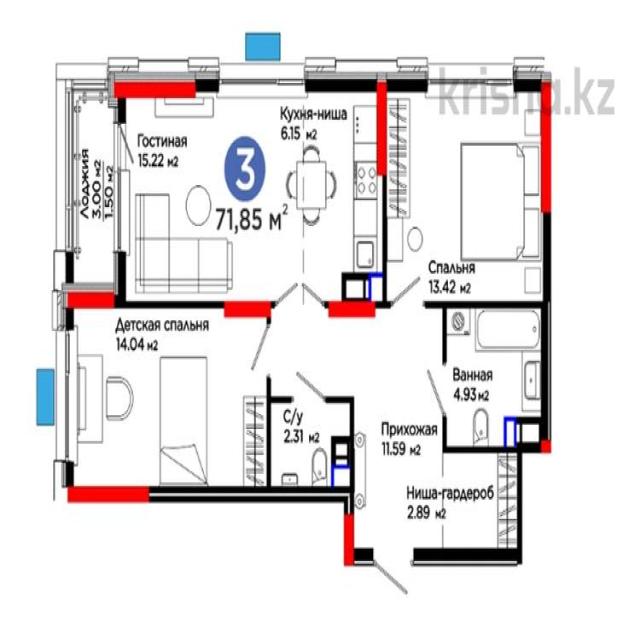 krisha.kz
Гостиная
15.22 м2
Кухня-ниша
6.15 м2
3
71,85 м2
Лоджия
3.00 м2
1.50 м2
Спальня
13.42 м2
Детская спальня
14.04 м2
Ванная
4.93 м2
С/у
2.31 м2
Прихожая
11.59 м2
Ниша-гардероб
2.89 м2